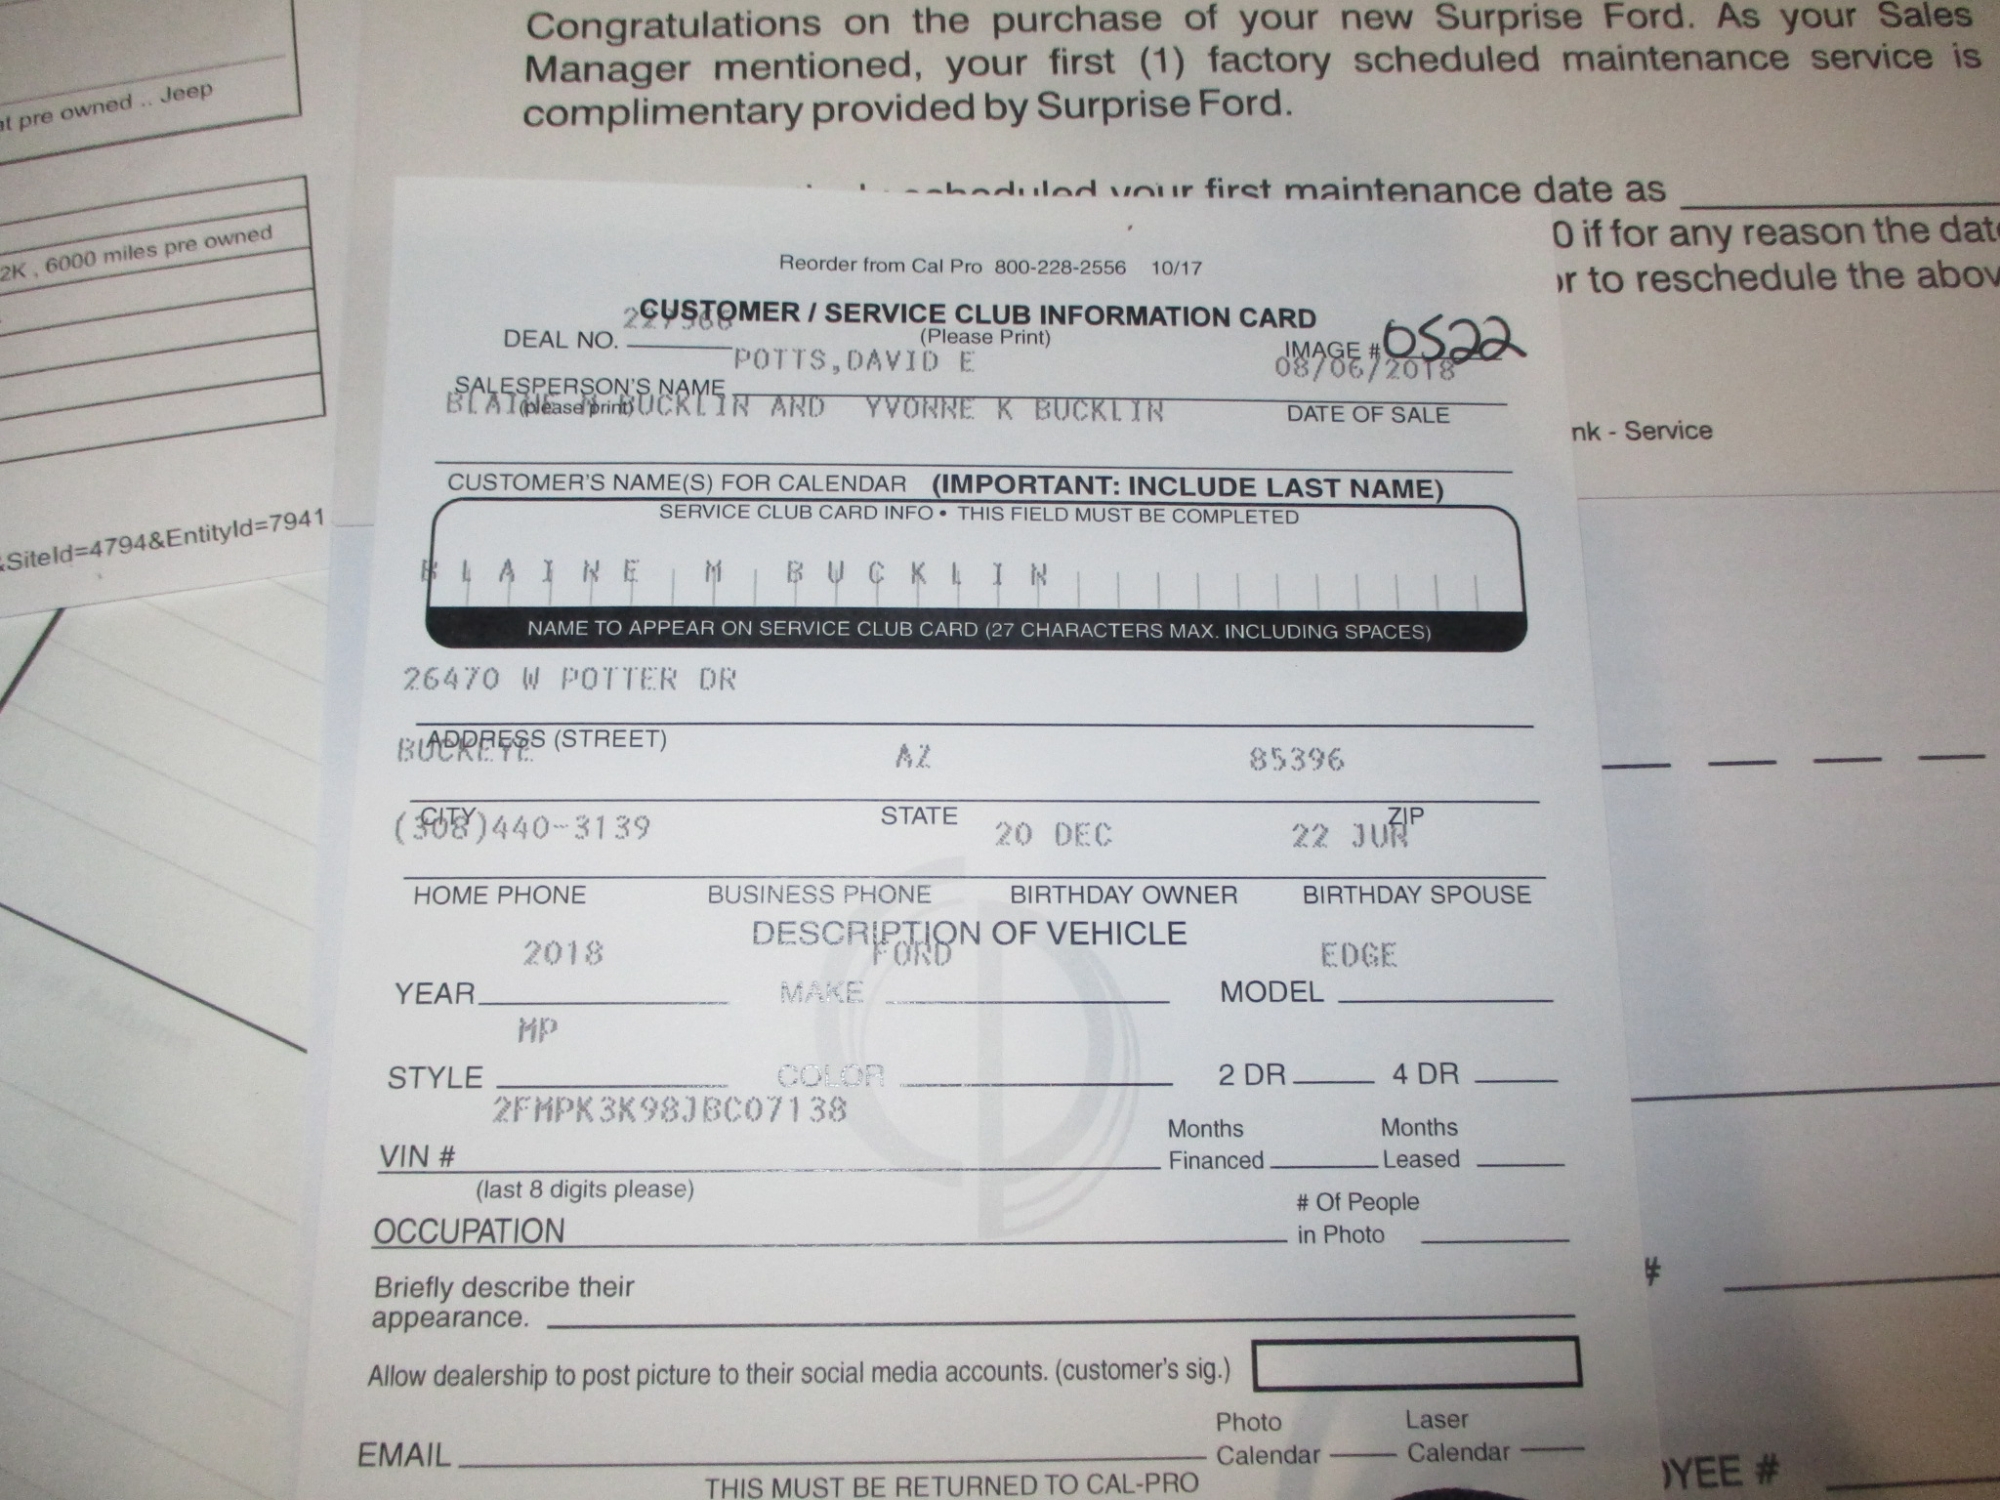 Congratulations on the purchase of your new Surprise Ford. As your Sales
Manager mentioned, your first (1) factory scheduled maintenance service is
complimentary provided by Surprise Ford.
scheduled your first maintenance date as
0 if for any reason the date
or to reschedule the abov
nk - Service
at pre owned .. Jeep
2K , 6000 miles pre owned
&SiteId=4794&EntityId=7941
Reorder from Cal Pro 800-228-2556 10/17
CUSTOMER / SERVICE CLUB INFORMATION CARD
(Please Print)
DEAL NO.
IMAGE # 0522
POTTS,DAVID E 08/06/2018
SALESPERSON'S NAME
(please print)
DATE OF SALE
BLAINE M BUCKLIN AND YVONNE K BUCKLIN
CUSTOMER'S NAME(S) FOR CALENDAR (IMPORTANT: INCLUDE LAST NAME)
SERVICE CLUB CARD INFO • THIS FIELD MUST BE COMPLETED
BLAINE M BUCKLIN
NAME TO APPEAR ON SERVICE CLUB CARD (27 CHARACTERS MAX. INCLUDING SPACES)
26470 W POTTER DR
ADDRESS (STREET)
BUCKEYE AZ 85396
CITY STATE ZIP
(308)440-3139 20 DEC 22 JUN
HOME PHONE BUSINESS PHONE BIRTHDAY OWNER BIRTHDAY SPOUSE
DESCRIPTION OF VEHICLE
2018 FORD EDGE
YEAR MAKE MODEL
MP
STYLE COLOR 2 DR 4 DR
2FMPK3K98JBC07138
VIN # Months Financed Months Leased
(last 8 digits please)
OCCUPATION # Of People in Photo
Briefly describe their
appearance.
Allow dealership to post picture to their social media accounts. (customer's sig.)
EMAIL Photo Calendar Laser Calendar
THIS MUST BE RETURNED TO CAL-PRO
#
OYEE #